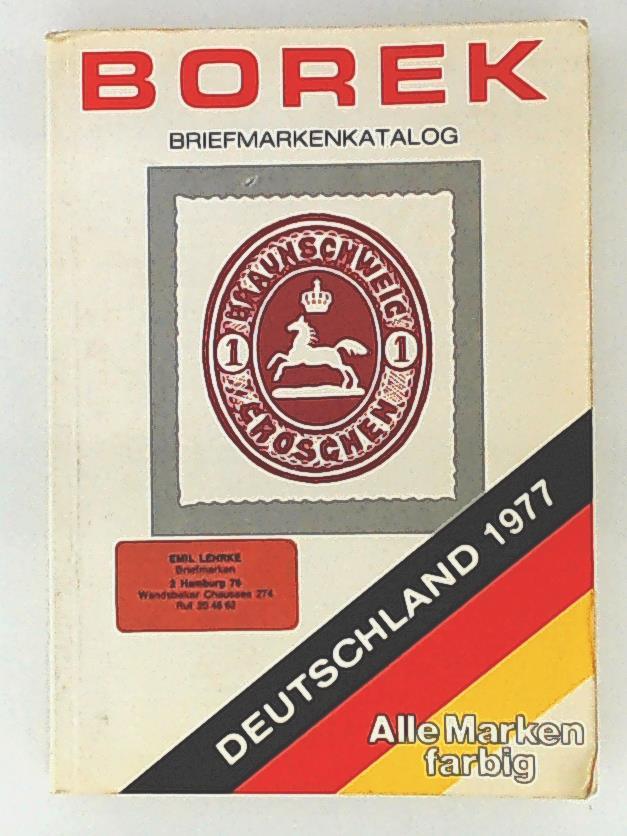 BOREK
BRIEFMARKENKATALOG
BRAUNSCHWEIG
1 1
GROSCHEN
EMIL LEHRKE
Briefmarken
2 Hamburg 76
Wandsbeker Chaussee 274
Ruf 20 46 62
DEUTSCHLAND 1977
Alle Marken
farbig